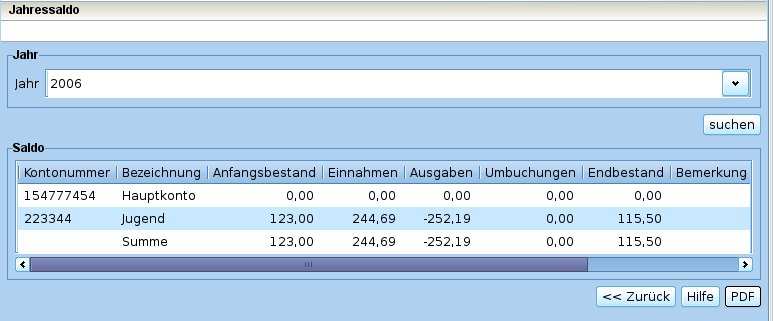 Jahressaldo
Jahr
Jahr 2006
suchen
Saldo
Kontonummer Bezeichnung Anfangsbestand Einnahmen Ausgaben Umbuchungen Endbestand Bemerkung
154777454 Hauptkonto 0,00 0,00 0,00 0,00 0,00
223344 Jugend 123,00 244,69 -252,19 0,00 115,50
Summe 123,00 244,69 -252,19 0,00 115,50
<< Zurück Hilfe PDF